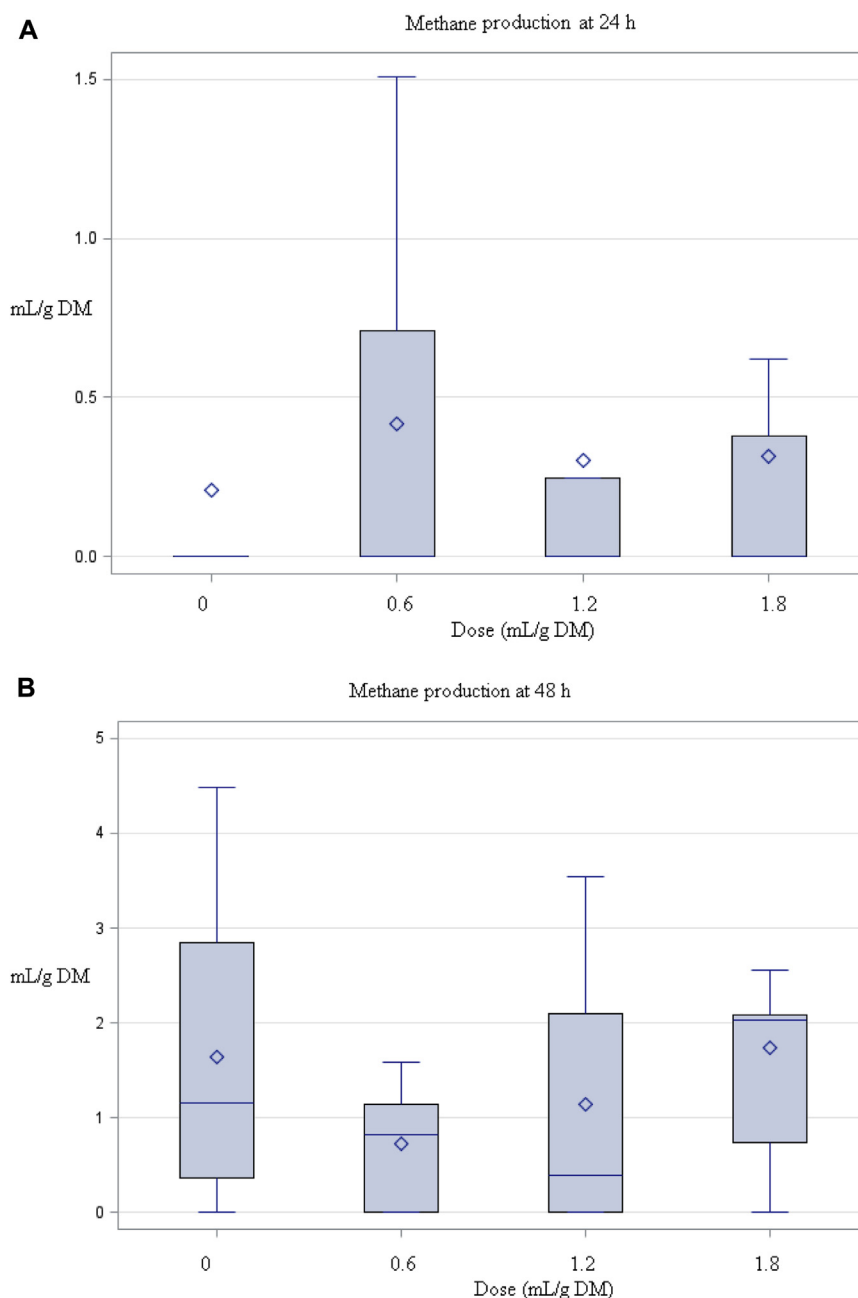 A
Methane production at 24 h
1.5
1.0
mL/g DM
0.5
0.0
0 0.6 1.2 1.8
Dose (mL/g DM)
B
Methane production at 48 h
5
4
3
mL/g DM
2
1
0
0 0.6 1.2 1.8
Dose (mL/g DM)